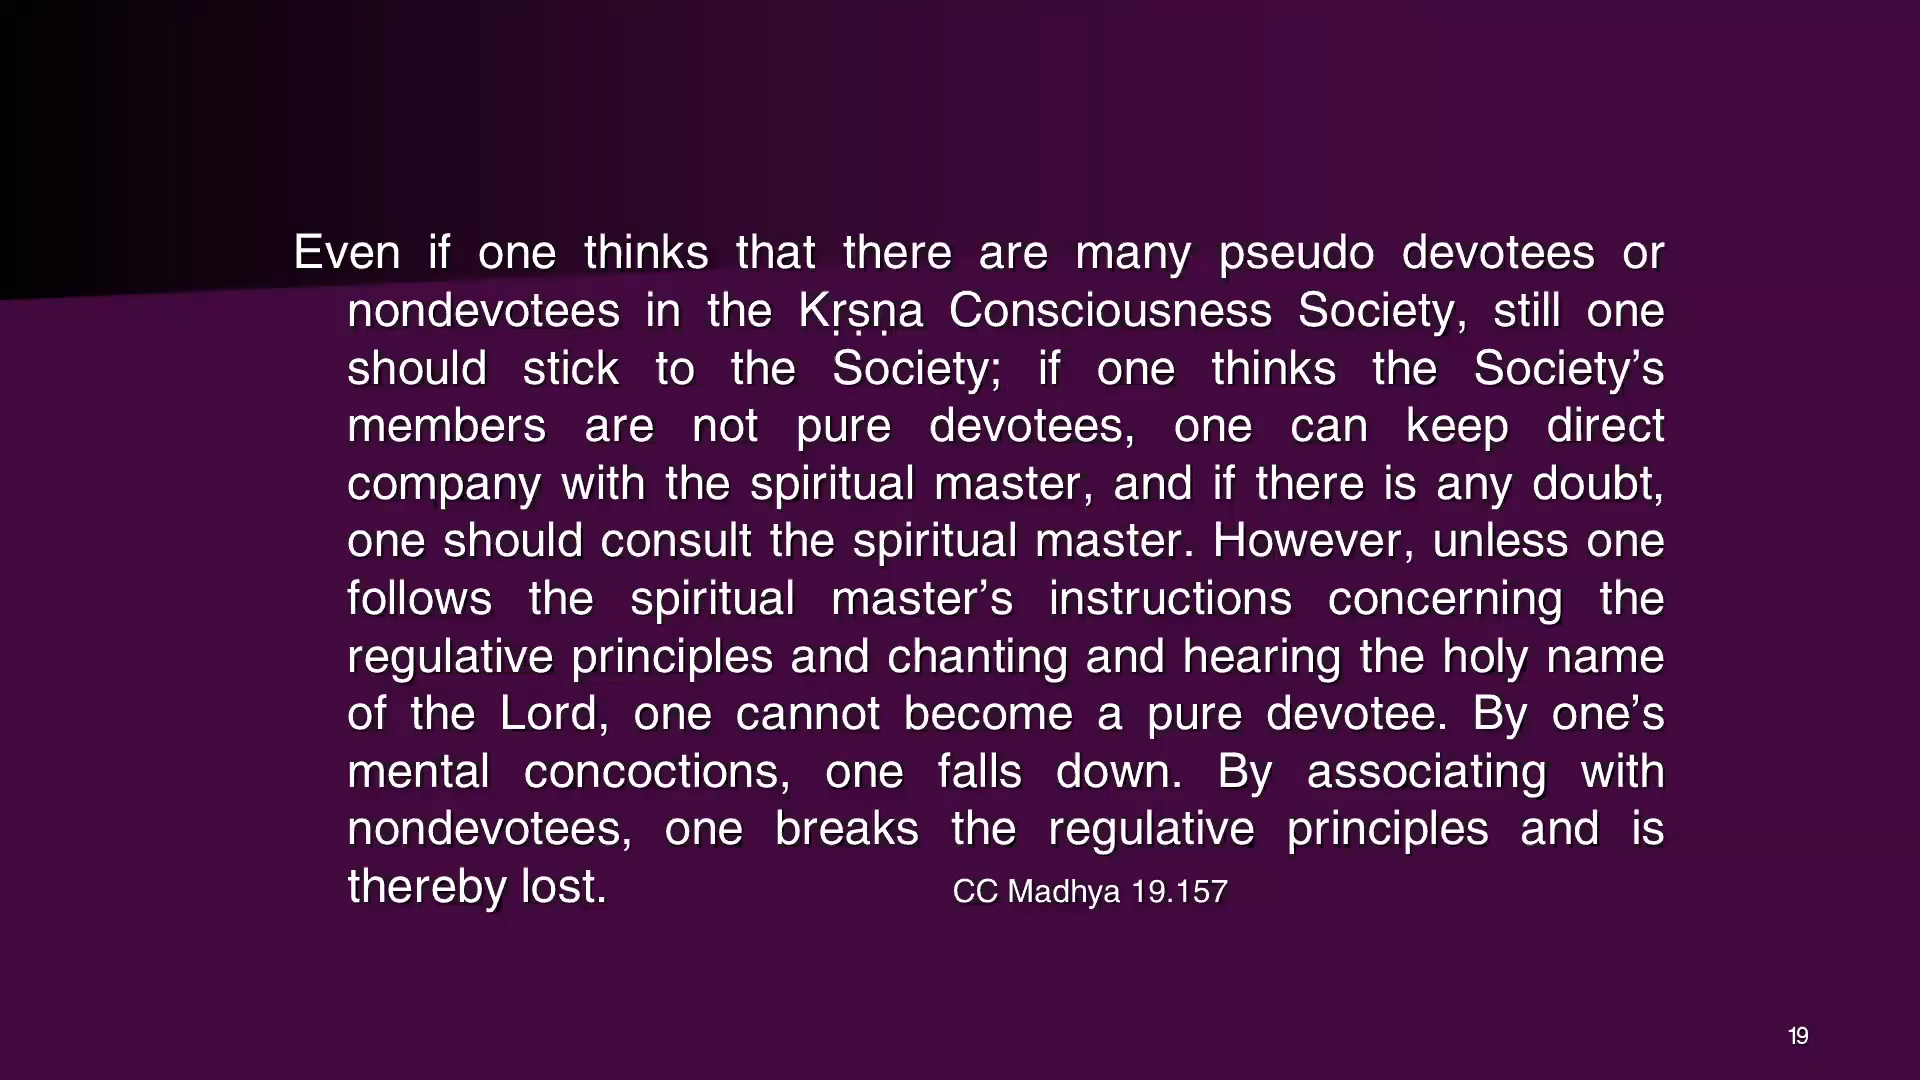 Even if one thinks that there are many pseudo devotees or
nondevotees in the Kṛṣṇa Consciousness Society, still one
should stick to the Society; if one thinks the Society’s
members are not pure devotees, one can keep direct
company with the spiritual master, and if there is any doubt,
one should consult the spiritual master. However, unless one
follows the spiritual master’s instructions concerning the
regulative principles and chanting and hearing the holy name
of the Lord, one cannot become a pure devotee. By one’s
mental concoctions, one falls down. By associating with
nondevotees, one breaks the regulative principles and is
thereby lost. CC Madhya 19.157
19